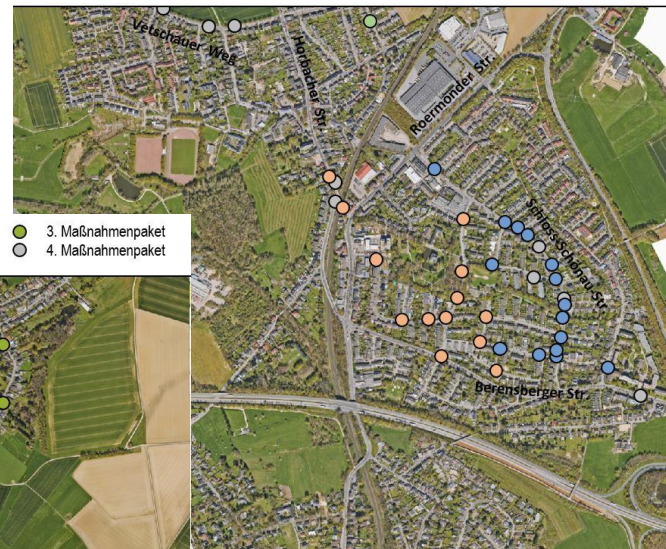 Vetschauer Weg
Horbacher Str.
Roermonder Str.
Schloss-Schönau Str.
3. Maßnahmenpaket
4. Maßnahmenpaket
Berensberger Str.